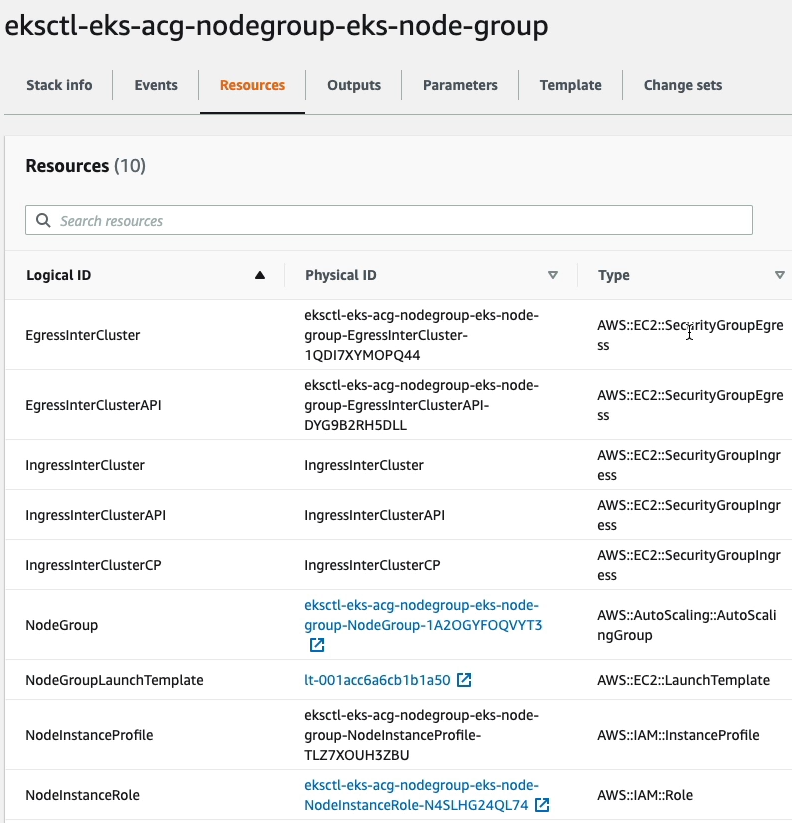 eksctl-eks-acg-nodegroup-eks-node-group
Stack info Events Resources Outputs Parameters Template Change sets
Resources (10)
Search resources
Logical ID Physical ID Type
EgressInterCluster
eksctl-eks-acg-nodegroup-eks-node-
group-EgressInterCluster-
1QDI7XYMOPQ44
AWS::EC2::SecurityGroupEgre
ss
EgressInterClusterAPI
eksctl-eks-acg-nodegroup-eks-node-
group-EgressInterClusterAPI-
DYG9B2RH5DLL
AWS::EC2::SecurityGroupEgre
ss
IngressInterCluster
IngressInterCluster
AWS::EC2::SecurityGroupIngr
ess
IngressInterClusterAPI
IngressInterClusterAPI
AWS::EC2::SecurityGroupIngr
ess
IngressInterClusterCP
IngressInterClusterCP
AWS::EC2::SecurityGroupIngr
ess
NodeGroup
eksctl-eks-acg-nodegroup-eks-node-
group-NodeGroup-1A2OGYFOQVYT3
AWS::AutoScaling::AutoScali
ngGroup
NodeGroupLaunchTemplate
lt-001acc6a6cb1b1a50
AWS::EC2::LaunchTemplate
NodeInstanceProfile
eksctl-eks-acg-nodegroup-eks-node-
group-NodeInstanceProfile-
TLZ7XOUH3ZBU
AWS::IAM::InstanceProfile
NodeInstanceRole
eksctl-eks-acg-nodegroup-eks-node-
NodeInstanceRole-N4SLHG24QL74
AWS::IAM::Role